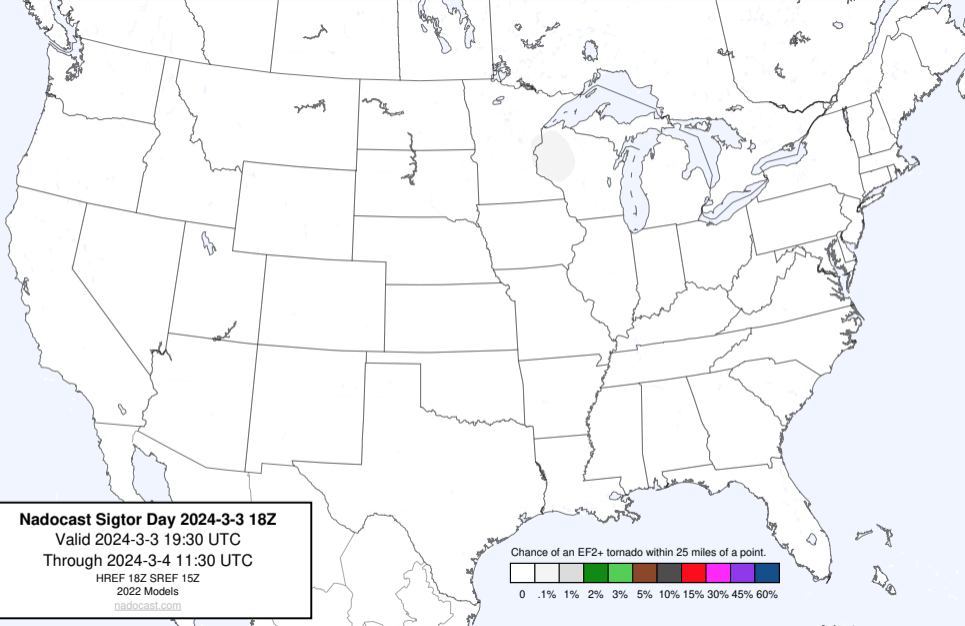 Nadocast Sigtor Day 2024-3-3 18Z
Valid 2024-3-3 19:30 UTC
Through 2024-3-4 11:30 UTC
HREF 18Z SREF 15Z
2022 Models
nadocast.com
Chance of an EF2+ tornado within 25 miles of a point.
0 .1% 1% 2% 3% 5% 10% 15% 30% 45% 60%